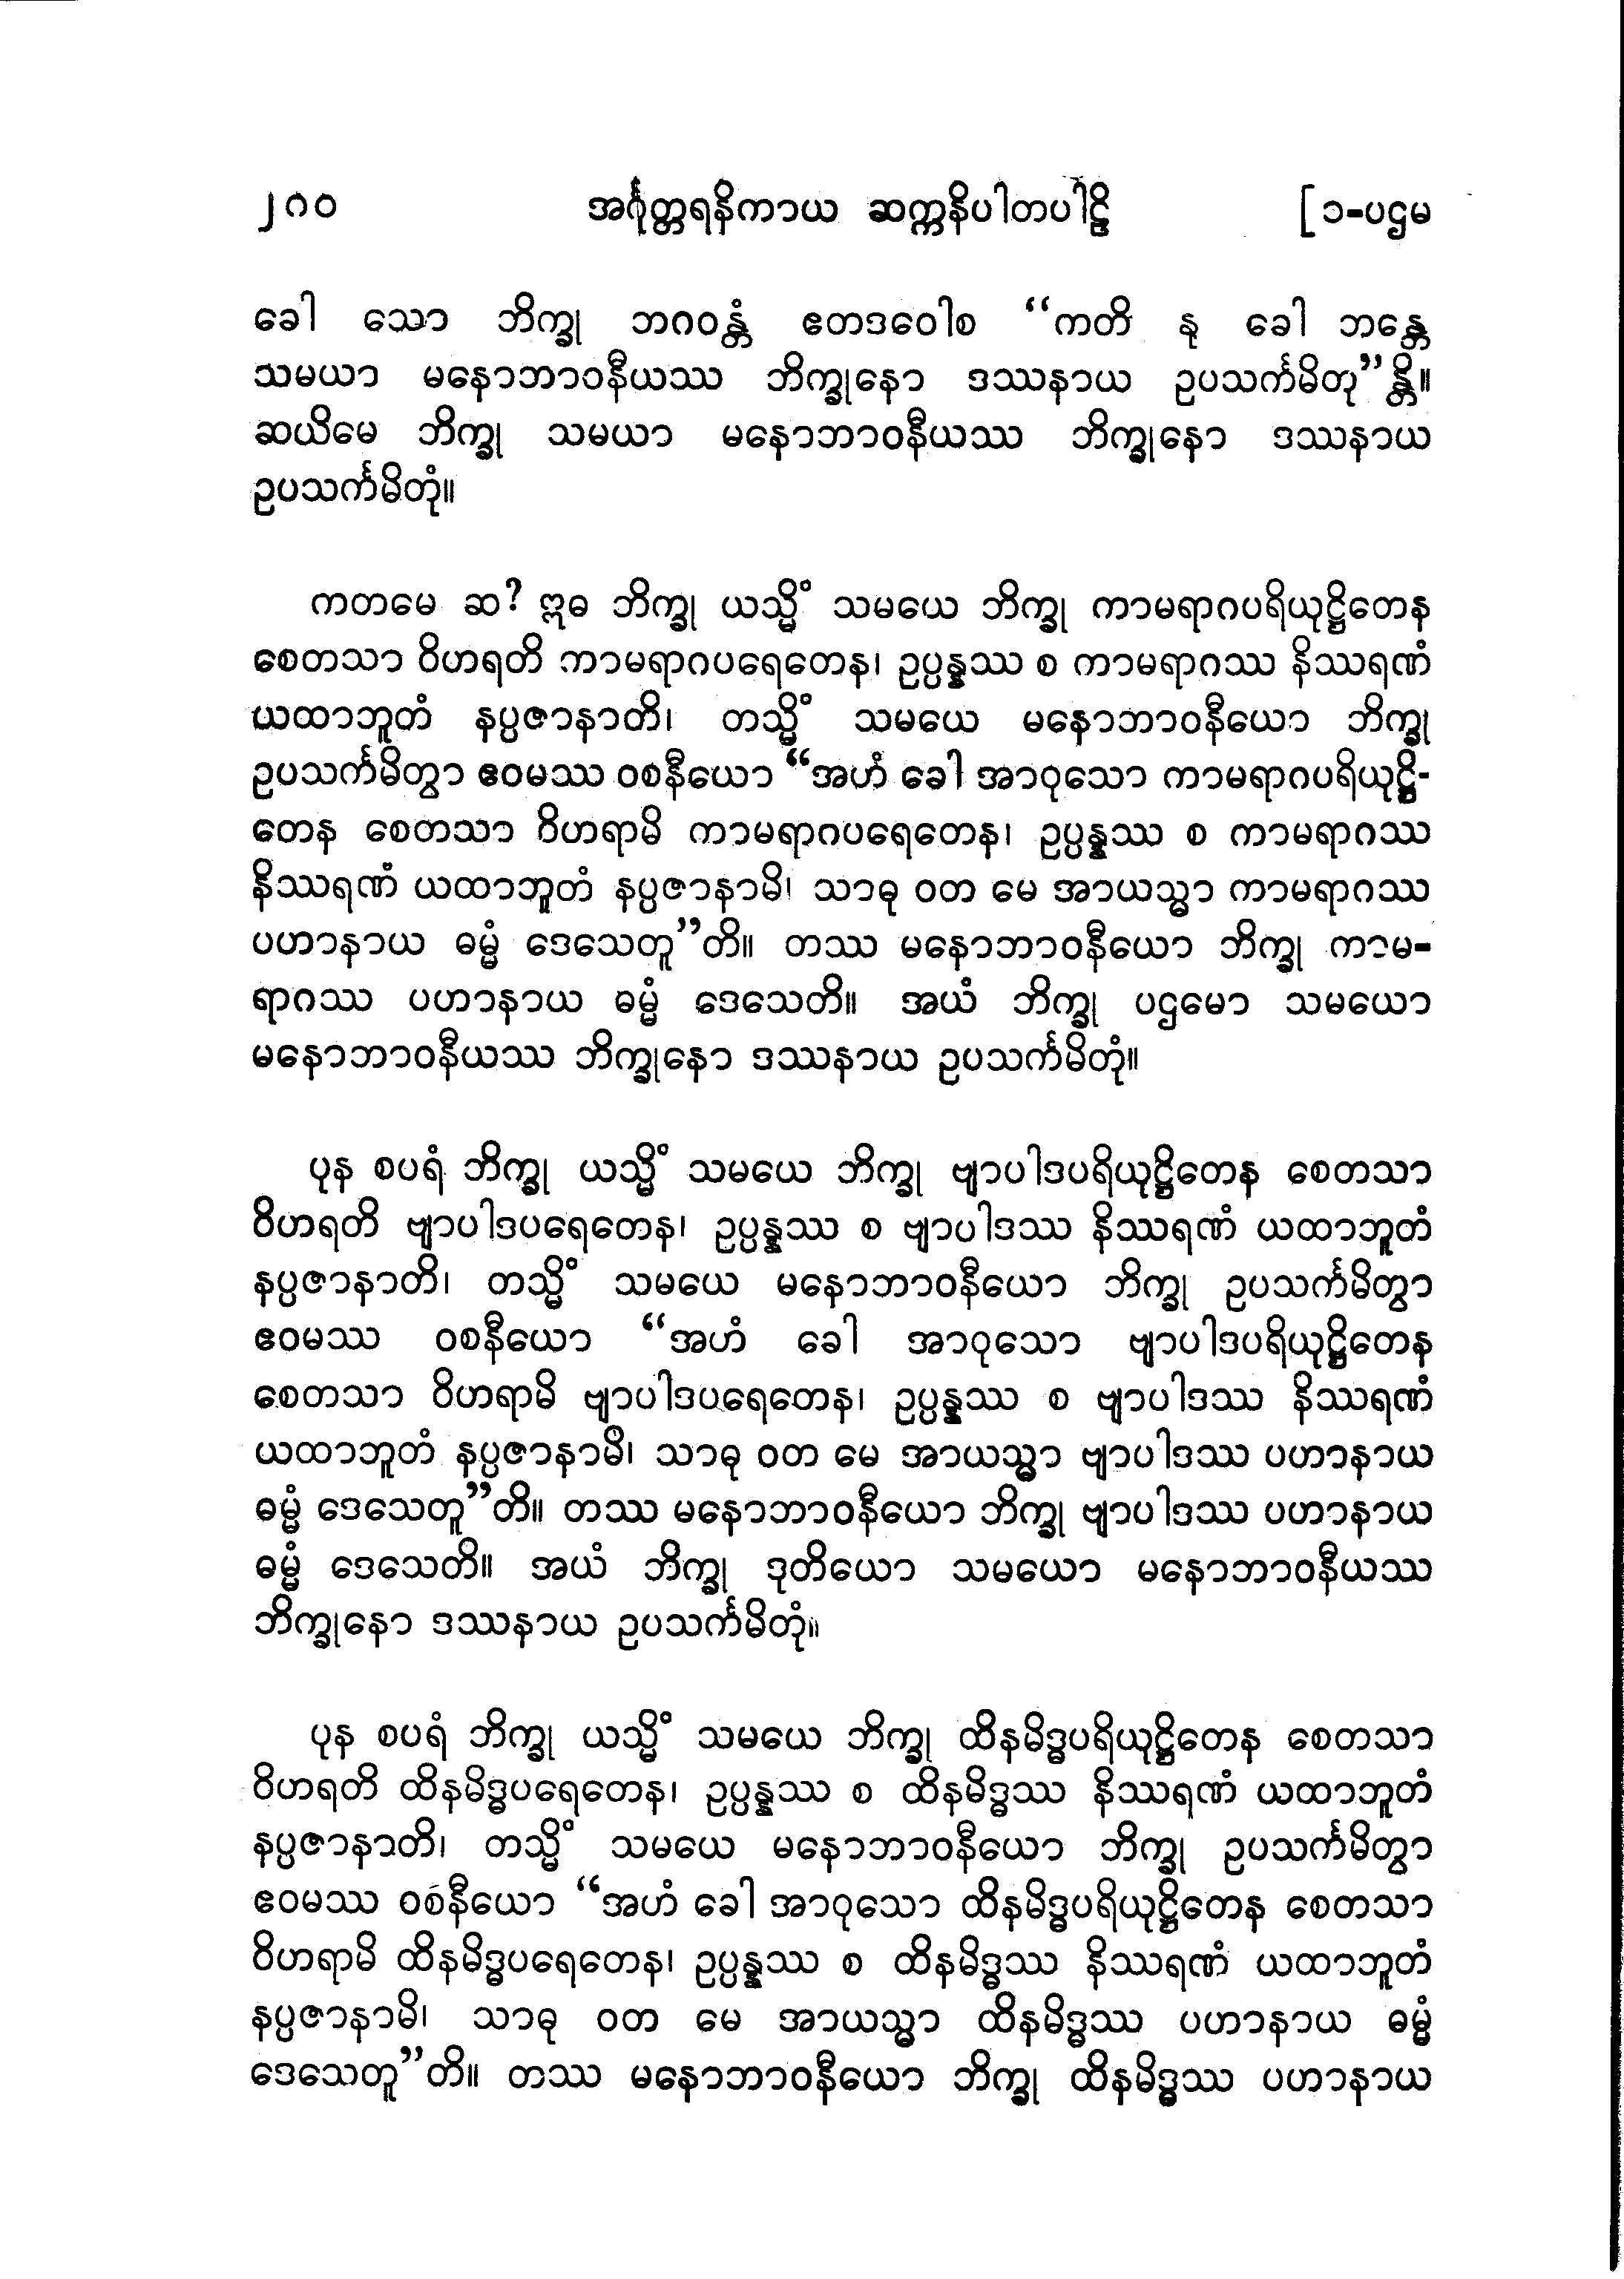 ၂၈၀ အင်္ဂုတ္တရနိကာယ ဆက္ကနိပါတပါဠိ [ ၁-ပဌမ
ခေါ သော ဘိက္ခု ဘဂဝန္တံ ဧတဒဝေါစ “ကတိ နု ခေါ ဘန္တေ
သမယာ မနောဘာဝနီယဿ ဘိက္ခုနော ဒဿနာယ ဥပသင်္ကမိတု”န္တိ။
ဆယိမေ ဘိက္ခု သမယာ မနောဘာဝနီယဿ ဘိက္ခုနော ဒဿနာယ
ဥပသင်္ကမိတုံ။
ကတမေ ဆ? ဣဓ ဘိက္ခု ယသ္မိံ သမယေ ဘိက္ခု ကာမရာဂပရိယုဋ္ဌိတေန
စေတသာ ဝိဟရတိ ကာမရာဂပရေတေန၊ ဥပ္ပန္နဿ စ ကာမရာဂဿ နိဿရဏံ
ယထာဘူတံ နပ္ပဇာနာတိ၊ တသ္မိံ သမယေ မနောဘာဝနီယော ဘိက္ခု
ဥပသင်္ကမိတွာ ဧဝမဿ ဝစနီယော “အဟံ ခေါ အာဝုသော ကာမရာဂပရိယုဋ္ဌိ-
တေန စေတသာ ဝိဟရာမိ ကာမရာဂပရေတေန၊ ဥပ္ပန္နဿ စ ကာမရာဂဿ
နိဿရဏံ ယထာဘူတံ နပ္ပဇာနာမိ၊ သာဓု ဝတ မေ အာယသ္မာ ကာမရာဂဿ
ပဟာနာယ ဓမ္မံ ဒေသေတူ”တိ။ တဿ မနောဘာဝနီယော ဘိက္ခု ကာမ-
ရာဂဿ ပဟာနာယ ဓမ္မံ ဒေသေတိ။ အယံ ဘိက္ခု ပဌမော သမယော
မနောဘာဝနီယဿ ဘိက္ခုနော ဒဿနာယ ဥပသင်္ကမိတုံ။
ပုန စပရံ ဘိက္ခု ယသ္မိံ သမယေ ဘိက္ခု ဗျာပါဒပရိယုဋ္ဌိတေန စေတသာ
ဝိဟရတိ ဗျာပါဒပရေတေန၊ ဥပ္ပန္နဿ စ ဗျာပါဒဿ နိဿရဏံ ယထာဘူတံ
နပ္ပဇာနာတိ၊ တသ္မိံ သမယေ မနောဘာဝနီယော ဘိက္ခု ဥပသင်္ကမိတွာ
ဧဝမဿ ဝစနီယော “အဟံ ခေါ အာဝုသော ဗျာပါဒပရိယုဋ္ဌိတေန
စေတသာ ဝိဟရာမိ ဗျာပါဒပရေတေန၊ ဥပ္ပန္နဿ စ ဗျာပါဒဿ နိဿရဏံ
ယထာဘူတံ နပ္ပဇာနာမိ၊ သာဓု ဝတ မေ အာယသ္မာ ဗျာပါဒဿ ပဟာနာယ
ဓမ္မံ ဒေသေတူ”တိ။ တဿ မနောဘာဝနီယော ဘိက္ခု ဗျာပါဒဿ ပဟာနာယ
ဓမ္မံ ဒေသေတိ။ အယံ ဘိက္ခု ဒုတိယော သမယော မနောဘာဝနီယဿ
ဘိက္ခုနော ဒဿနာယ ဥပသင်္ကမိတုံ။
ပုန စပရံ ဘိက္ခု ယသ္မိံ သမယေ ဘိက္ခု ထိနမိဒ္ဓပရိယုဋ္ဌိတေန စေတသာ
ဝိဟရတိ ထိနမိဒ္ဓပရေတေန၊ ဥပ္ပန္နဿ စ ထိနမိဒ္ဓဿ နိဿရဏံ ယထာဘူတံ
နပ္ပဇာနာတိ၊ တသ္မိံ သမယေ မနောဘာဝနီယော ဘိက္ခု ဥပသင်္ကမိတွာ
ဧဝမဿ ဝစနီယော “အဟံ ခေါ အာဝုသော ထိနမိဒ္ဓပရိယုဋ္ဌိတေန စေတသာ
ဝိဟရာမိ ထိနမိဒ္ဓပရေတေန၊ ဥပ္ပန္နဿ စ ထိနမိဒ္ဓဿ နိဿရဏံ ယထာဘူတံ
နပ္ပဇာနာမိ၊ သာဓု ဝတ မေ အာယသ္မာ ထိနမိဒ္ဓဿ ပဟာနာယ ဓမ္မံ
ဒေသေတူ”တိ။ တဿ မနောဘာဝနီယော ဘိက္ခု ထိနမိဒ္ဓဿ ပဟာနာယ